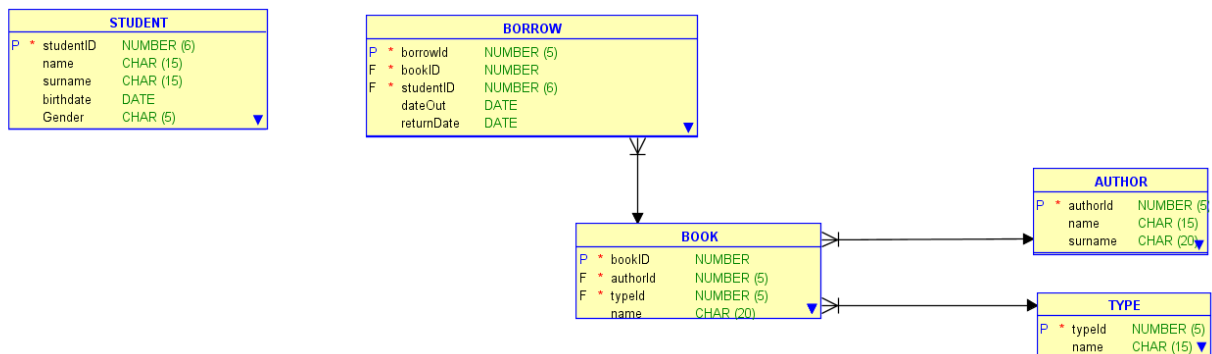 STUDENT
P * studentID NUMBER (6)
name CHAR (15)
surname CHAR (15)
birthdate DATE
Gender CHAR (5)
BORROW
P * borrowId NUMBER (5)
F * bookID NUMBER
F * studentID NUMBER (6)
dateOut DATE
returnDate DATE
BOOK
P * bookID NUMBER
F * authorId NUMBER (5)
F * typeId NUMBER (5)
name CHAR (20)
AUTHOR
P * authorId NUMBER (5)
name CHAR (15)
surname CHAR (20)
TYPE
P * typeId NUMBER (5)
name CHAR (15)